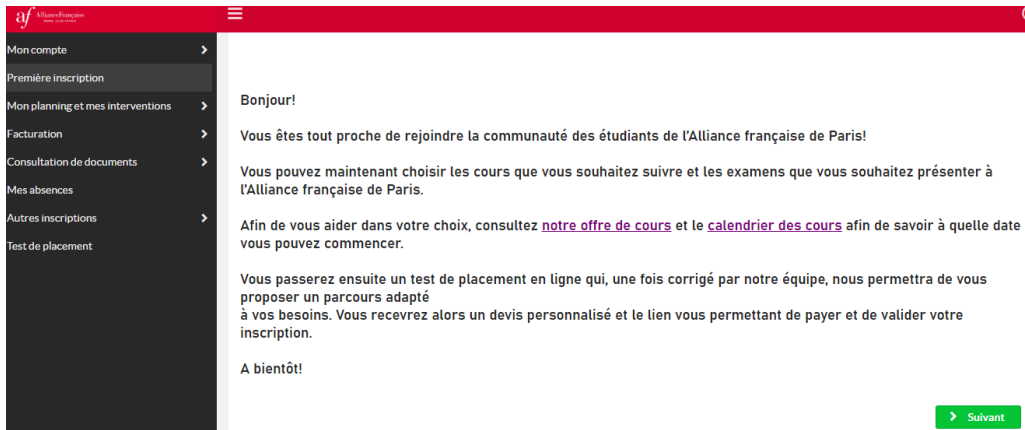 af AllianceFrançaise
Mon compte
Première inscription
Mon planning et mes interventions
Facturation
Consultation de documents
Mes absences
Autres inscriptions
Test de placement
Bonjour!
Vous êtes tout proche de rejoindre la communauté des étudiants de l'Alliance française de Paris!
Vous pouvez maintenant choisir les cours que vous souhaitez suivre et les examens que vous souhaitez présenter à
l'Alliance française de Paris.
Afin de vous aider dans votre choix, consultez notre offre de cours et le calendrier des cours afin de savoir à quelle date
vous pouvez commencer.
Vous passerez ensuite un test de placement en ligne qui, une fois corrigé par notre équipe, nous permettra de vous
proposer un parcours adapté
à vos besoins. Vous recevrez alors un devis personnalisé et le lien vous permettant de payer et de valider votre
inscription.
A bientôt!
Suivant